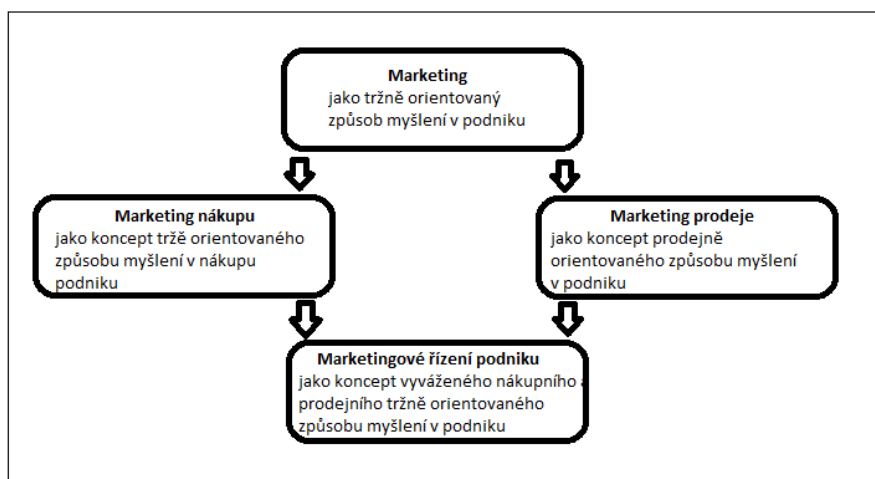 Marketing
jako tržně orientovaný
způsob myšlení v podniku
Marketing nákupu
jako koncept tržě orientovaného
způsobu myšlení v nákupu
podniku
Marketing prodeje
jako koncept prodejně
orientovaného způsobu myšlení
v podniku
Marketingové řízení podniku
jako koncept vyváženého nákupního
prodejního tržně orientovaného
způsobu myšlení v podniku